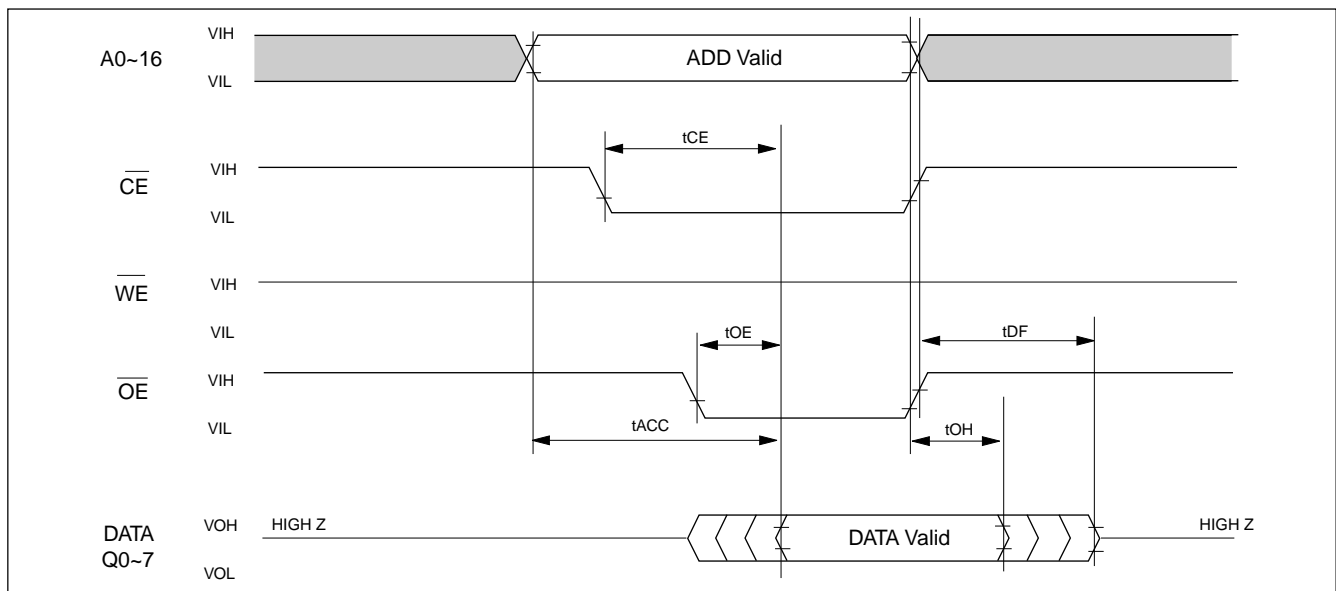 A0~16
VIH
VIL
ADD Valid
tCE
CE
VIH
VIL
WE
VIH
VIL
tOE
tDF
OE
VIH
VIL
tACC
tOH
DATA
Q0~7
VOH
VOL
HIGH Z
DATA Valid
HIGH Z